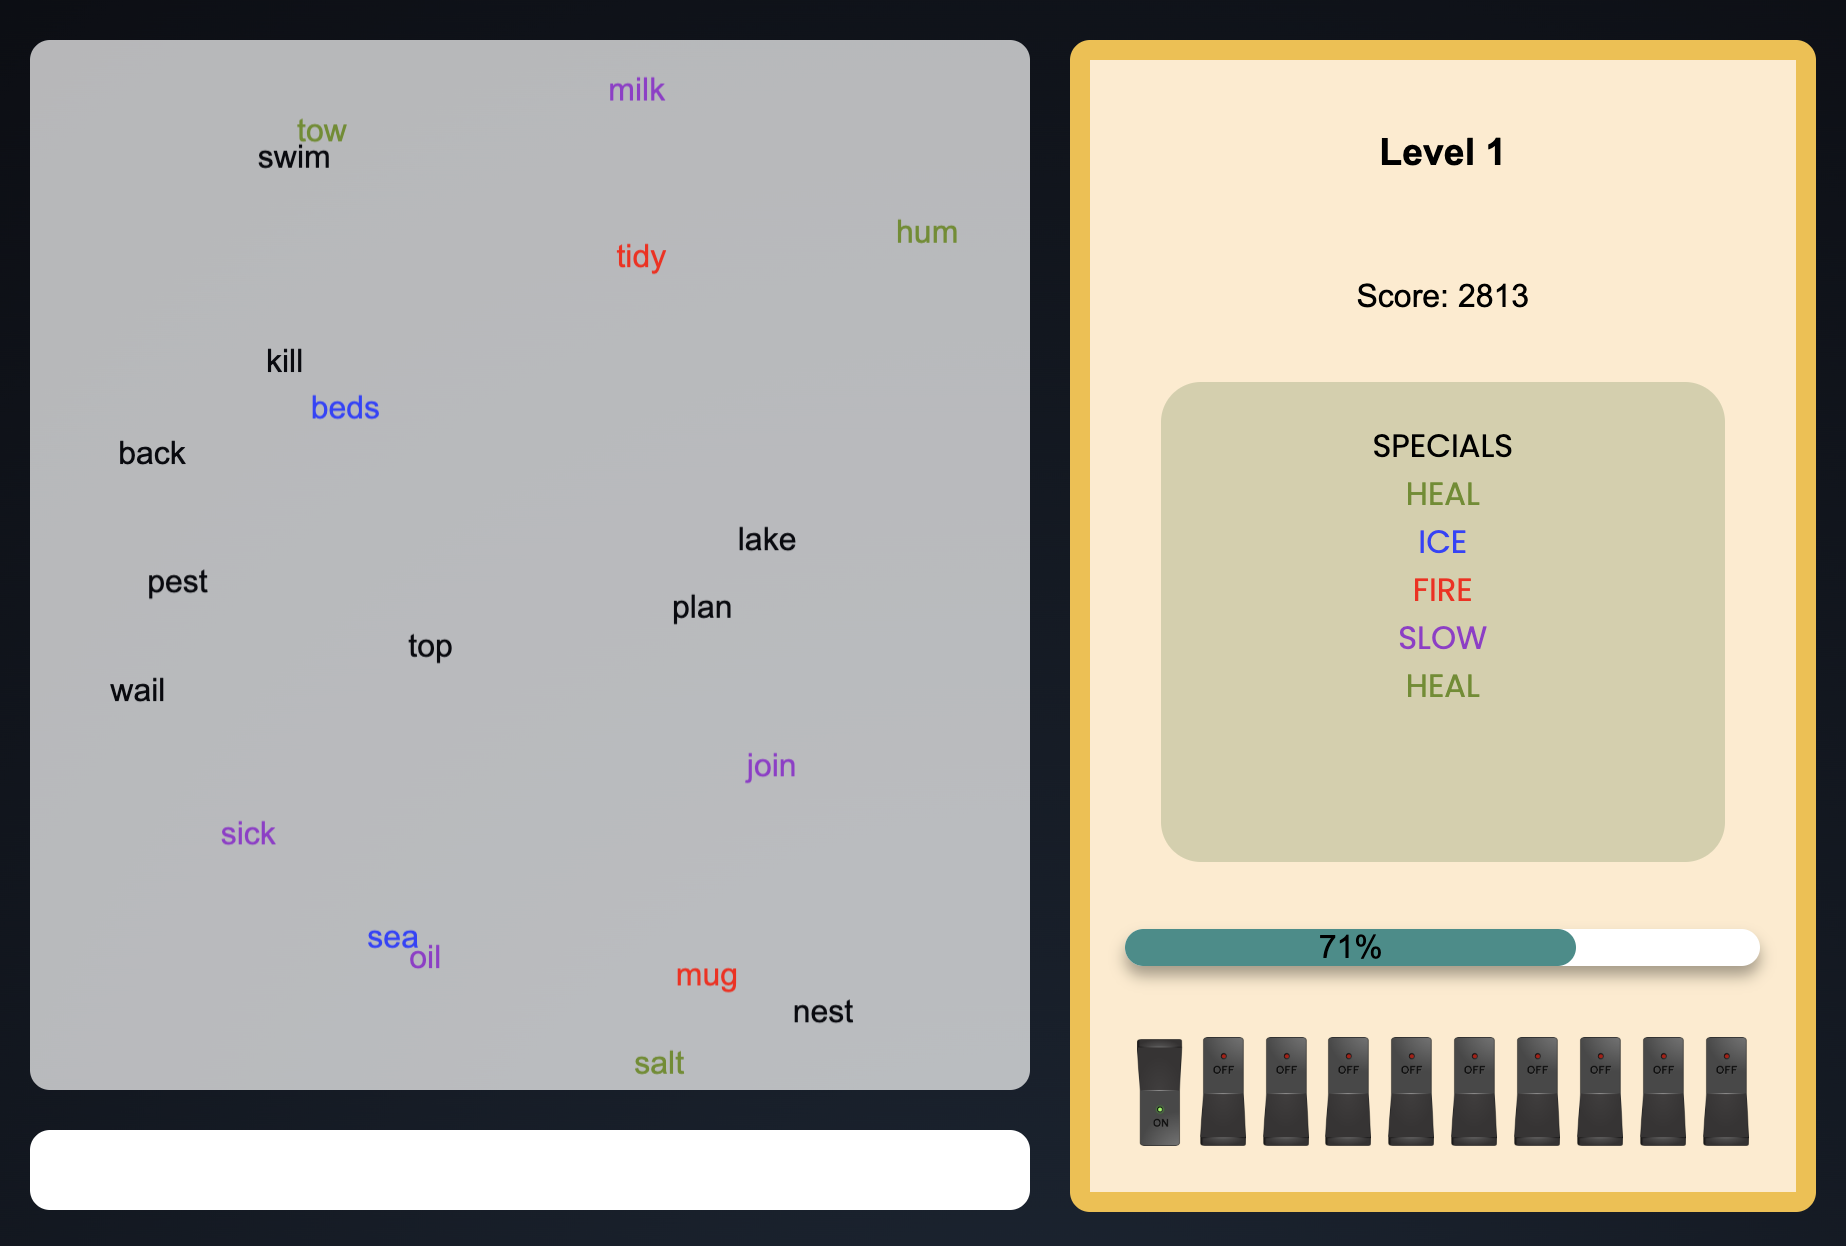 milk
tow
swim
hum
tidy
kill
beds
back
lake
pest
plan
top
wail
join
sick
sea
oil
mug
nest
salt
Level 1
Score: 2813
SPECIALS
HEAL
ICE
FIRE
SLOW
HEAL
71%
ON
OFF
OFF
OFF
OFF
OFF
OFF
OFF
OFF
OFF